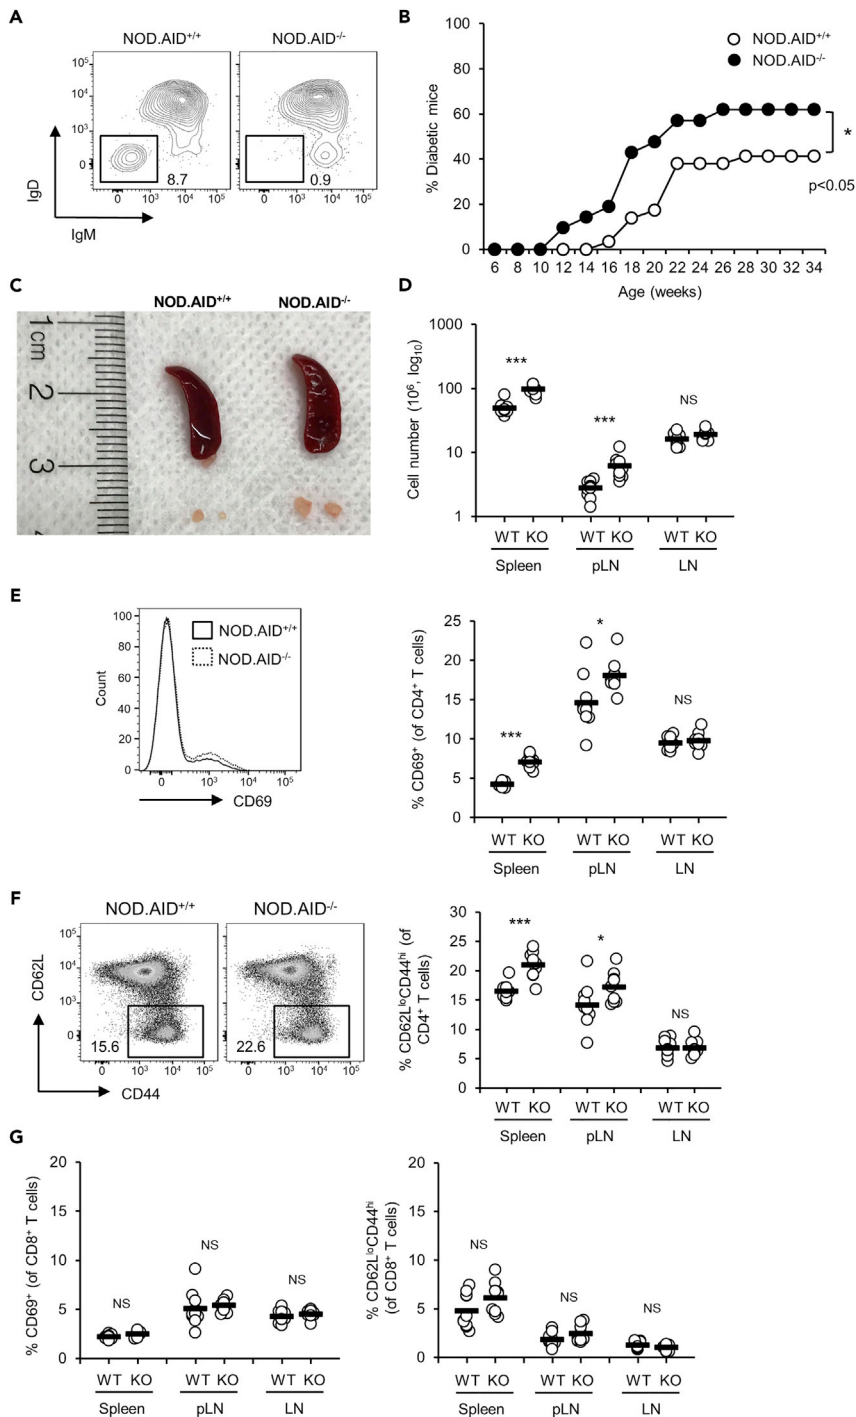 A
NOD.AID+/+ NOD.AID-/-
10⁵
10⁴
10³
0
8.7 0.9
0 10³ 10⁴ 10⁵ 0 10³ 10⁴ 10⁵
IgD
IgM
B
NOD.AID+/+
NOD.AID-/-
% Diabetic mice
100
80
60
40
20
0
*
p<0.05
6 8 10 12 14 16 18 20 22 24 26 28 30 32 34
Age (weeks)
C
NOD.AID+/+ NOD.AID-/-
1
cm
2
3
D
Cell number (10⁶, log₁₀)
1000
100
10
1
*** *** NS
WT KO WT KO WT KO
Spleen pLN LN
E
Count
100
80
60
40
20
0
NOD.AID+/+
NOD.AID-/-
0 10³ 10⁴ 10⁵
CD69
% CD69⁺ (of CD4⁺ T cells)
25
20
15
10
5
0
*** * NS
WT KO WT KO WT KO
Spleen pLN LN
F
NOD.AID+/+ NOD.AID-/-
CD62L
10⁵
10⁴
10³
0
15.6 22.6
0 10³ 10⁴ 10⁵ 0 10³ 10⁴ 10⁵
CD44
% CD62LˡᵒCD44ʰⁱ (of
CD4⁺ T cells)
30
25
20
15
10
5
0
*** * NS
WT KO WT KO WT KO
Spleen pLN LN
G
% CD69⁺ (of CD8⁺ T cells)
20
15
10
5
0
NS NS NS
WT KO WT KO WT KO
Spleen pLN LN
% CD62LˡᵒCD44ʰⁱ
(of CD8⁺ T cells)
20
15
10
5
0
NS NS NS
WT KO WT KO WT KO
Spleen pLN LN